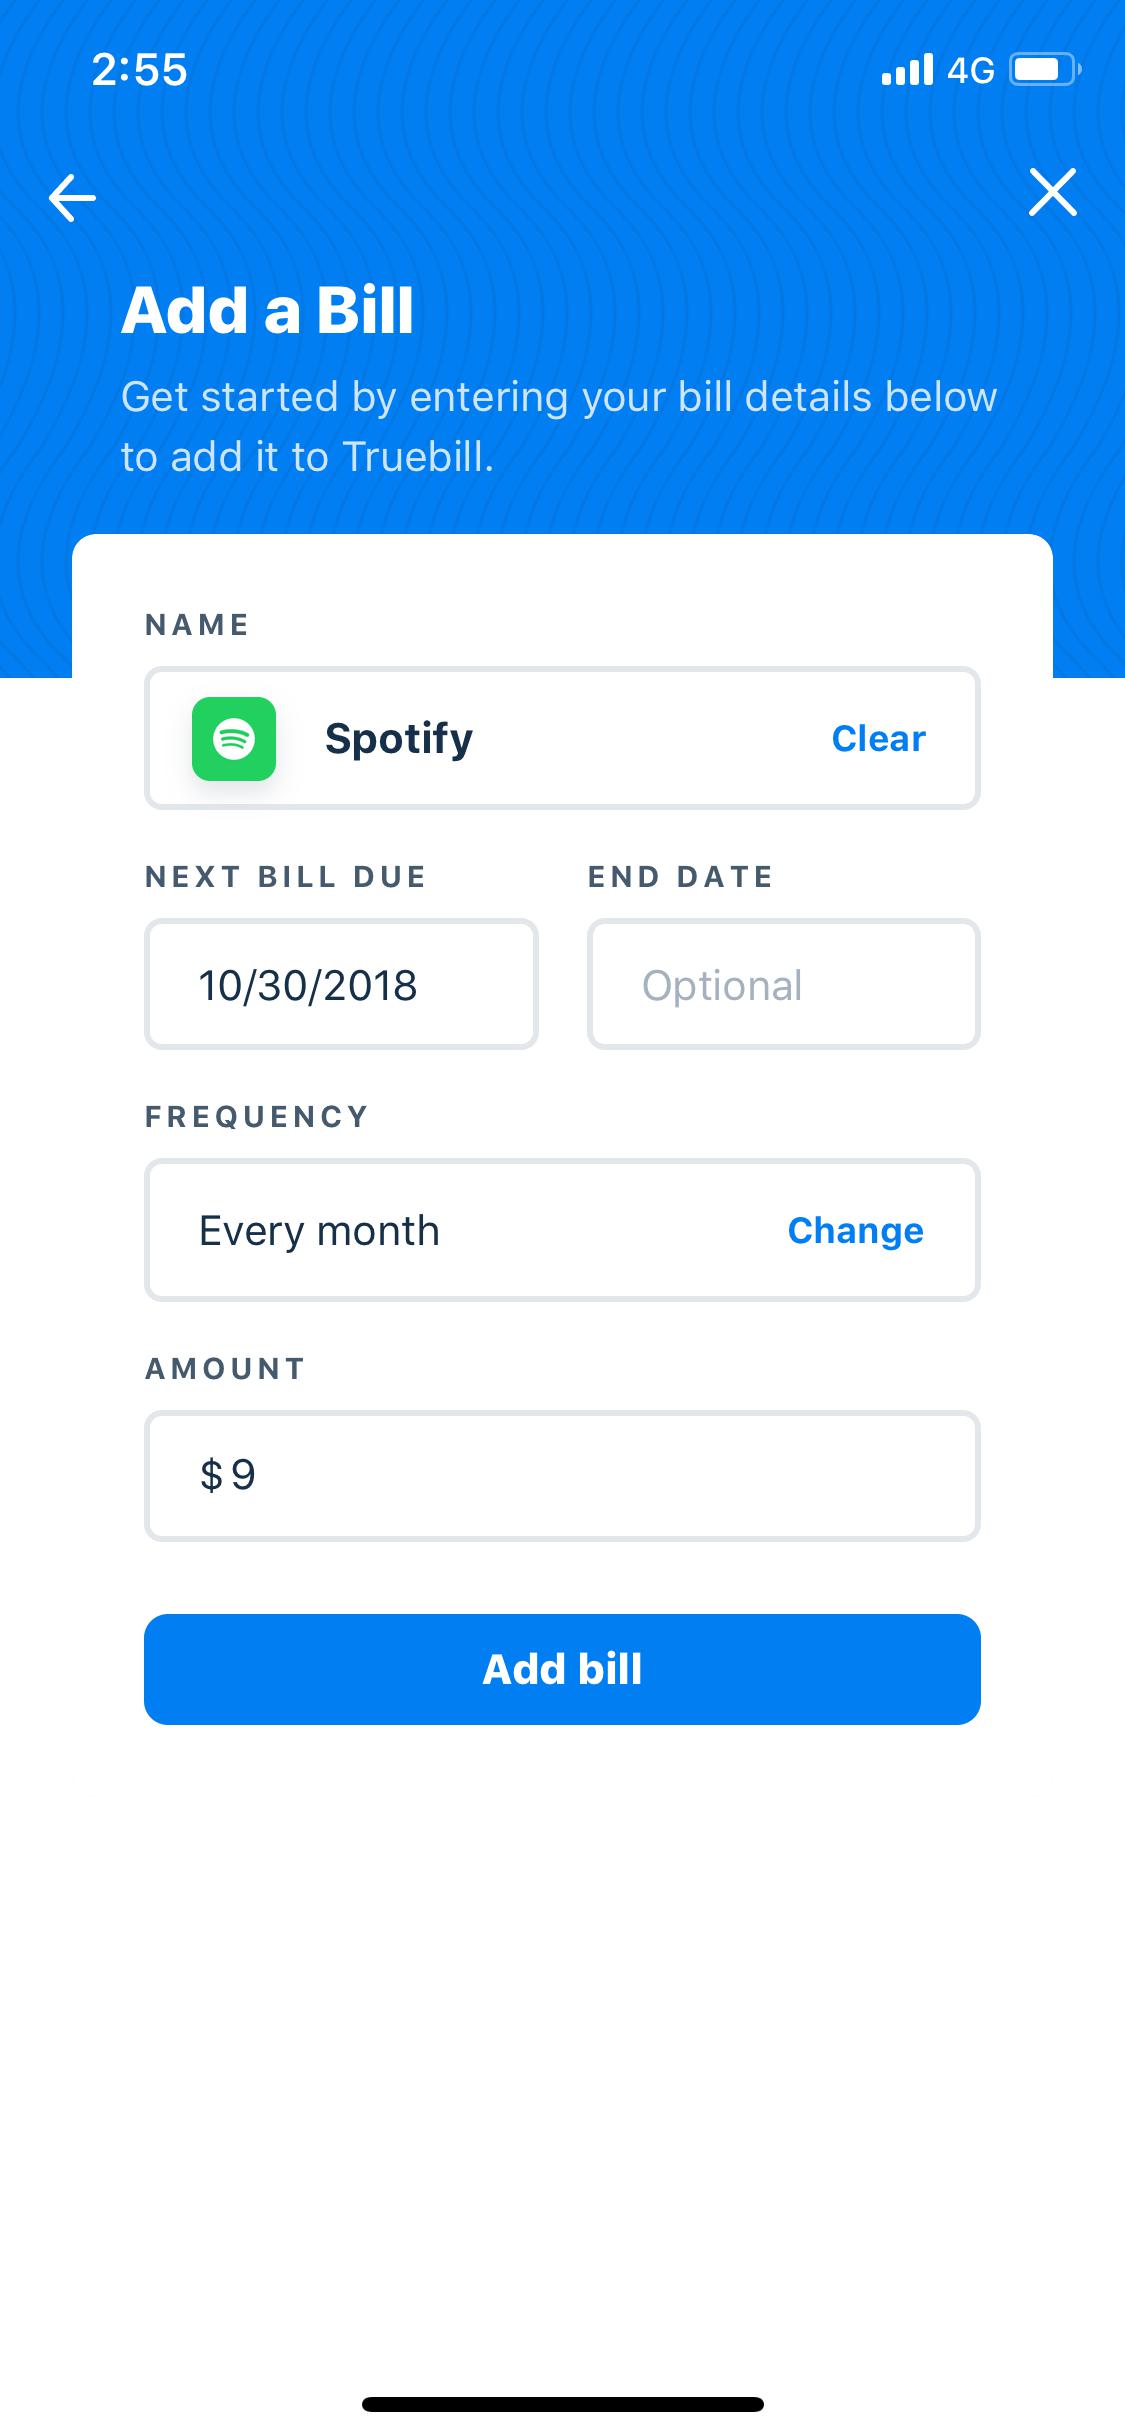 2:55
4G
Add a Bill
Get started by entering your bill details below
to add it to Truebill.
NAME
Spotify
Clear
NEXT BILL DUE
END DATE
10/30/2018
Optional
FREQUENCY
Every month
Change
AMOUNT
$ 9
Add bill